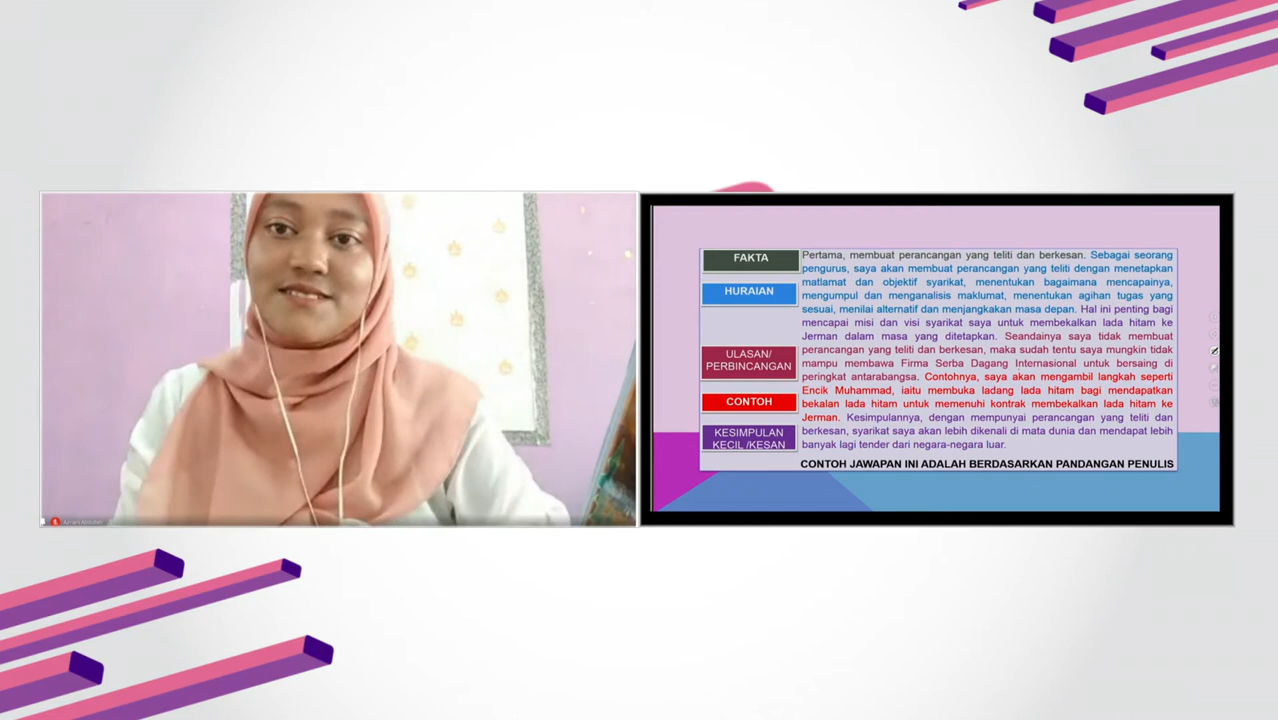 FAKTA
HURAIAN
ULASAN/
PERBINCANGAN
CONTOH
KESIMPULAN
KECIL /KESAN
Pertama, membuat perancangan yang teliti dan berkesan. Sebagai seorang
pengurus, saya akan membuat perancangan yang teliti dengan menetapkan
matlamat dan objektif syarikat, menentukan bagaimana mencapainya,
mengumpul dan menganalisis maklumat, menentukan agihan tugas yang
sesuai, menilai alternatif dan menjangkakan masa depan. Hal ini penting bagi
mencapai misi dan visi syarikat saya untuk membekalkan lada hitam ke
Jerman dalam masa yang ditetapkan. Seandainya saya tidak membuat
perancangan yang teliti dan berkesan, maka sudah tentu saya mungkin tidak
mampu membawa Firma Serba Dagang Internasional untuk bersaing di
peringkat antarabangsa. Contohnya, saya akan mengambil langkah seperti
Encik Muhammad, iaitu membuka ladang lada hitam bagi mendapatkan
bekalan lada hitam untuk memenuhi kontrak membekalkan lada hitam ke
Jerman. Kesimpulannya, dengan mempunyai perancangan yang teliti dan
berkesan, syarikat saya akan lebih dikenali di mata dunia dan mendapat lebih
banyak lagi tender dari negara-negara luar.
CONTOH JAWAPAN INI ADALAH BERDASARKAN PANDANGAN PENULIS